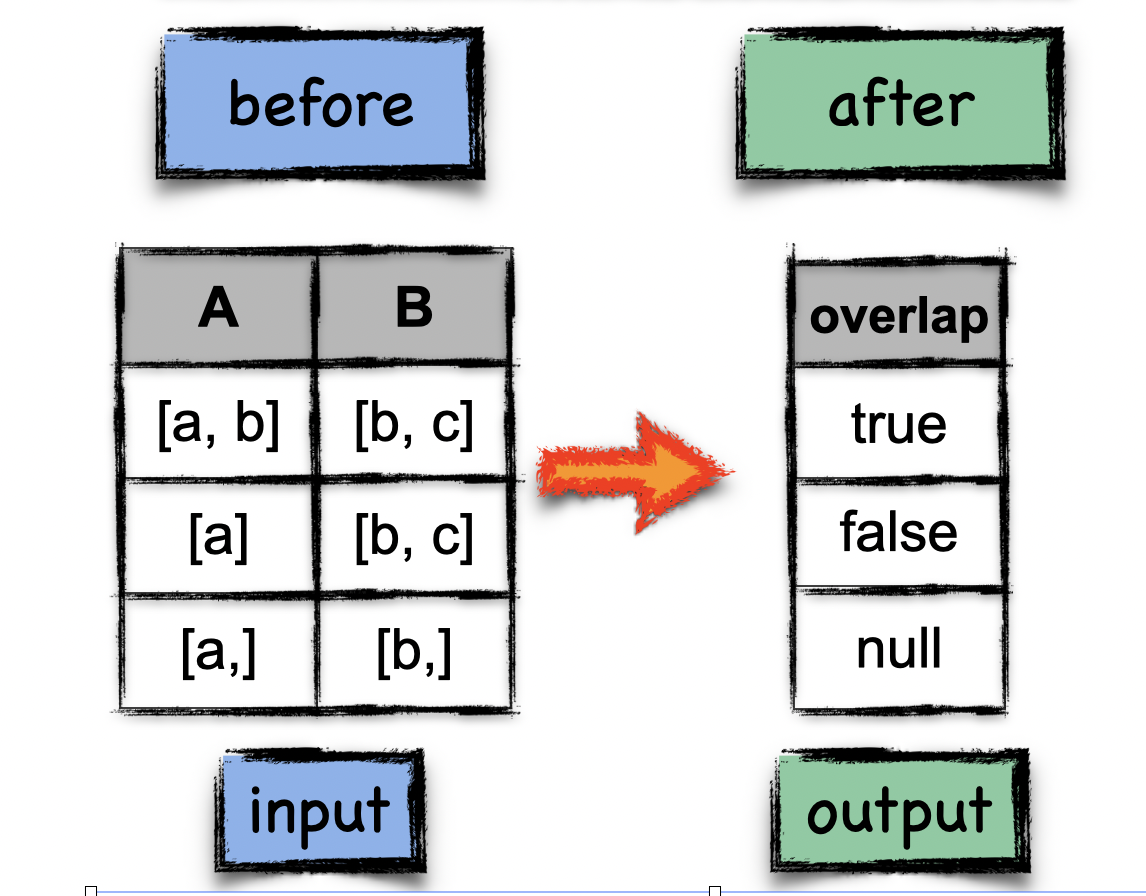 before after
A B overlap
[a, b] [b, c] true
[a] [b, c] false
[a,] [b,] null
input output